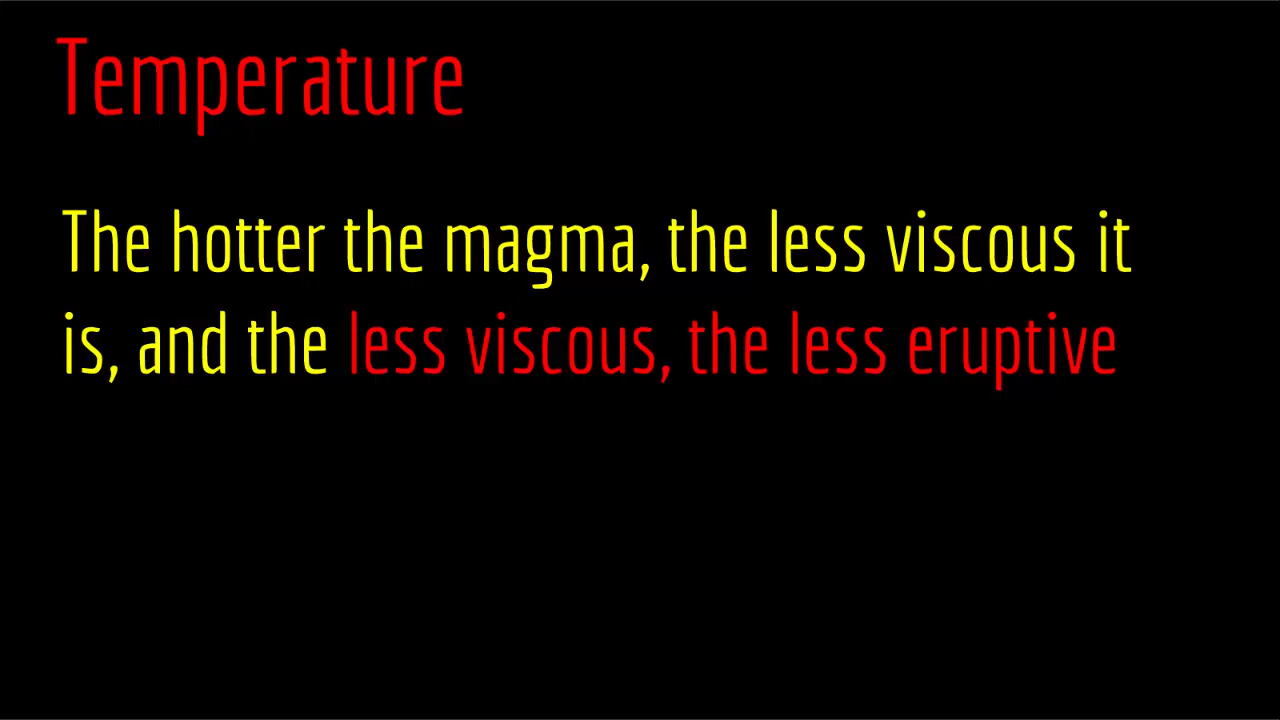 Temperature
The hotter the magma, the less viscous it
is, and the less viscous, the less eruptive